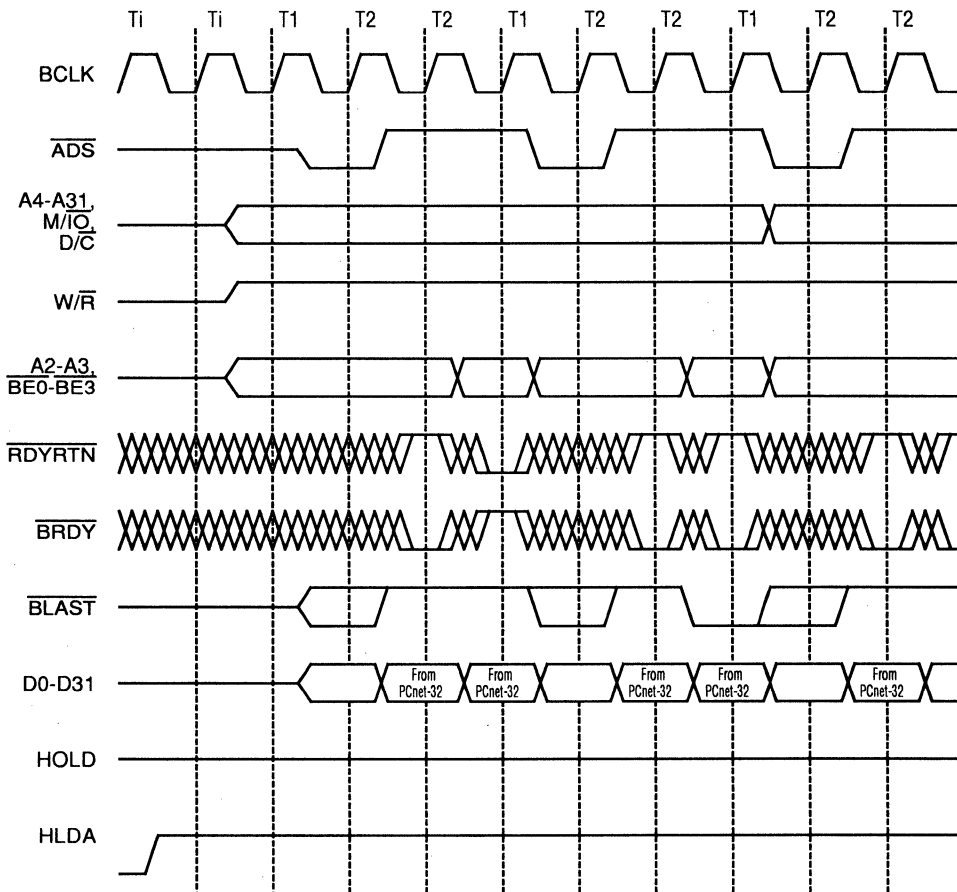 Ti Ti T1 T2 T2 T1 T2 T2 T1 T2 T2
BCLK
ADS
A4-A31,
M/IO,
D/C
W/R
A2-A3,
BE0-BE3
RDYRTN
BRDY
BLAST
D0-D31
From
PCnet-32
From
PCnet-32
From
PCnet-32
From
PCnet-32
From
PCnet-32
HOLD
HLDA